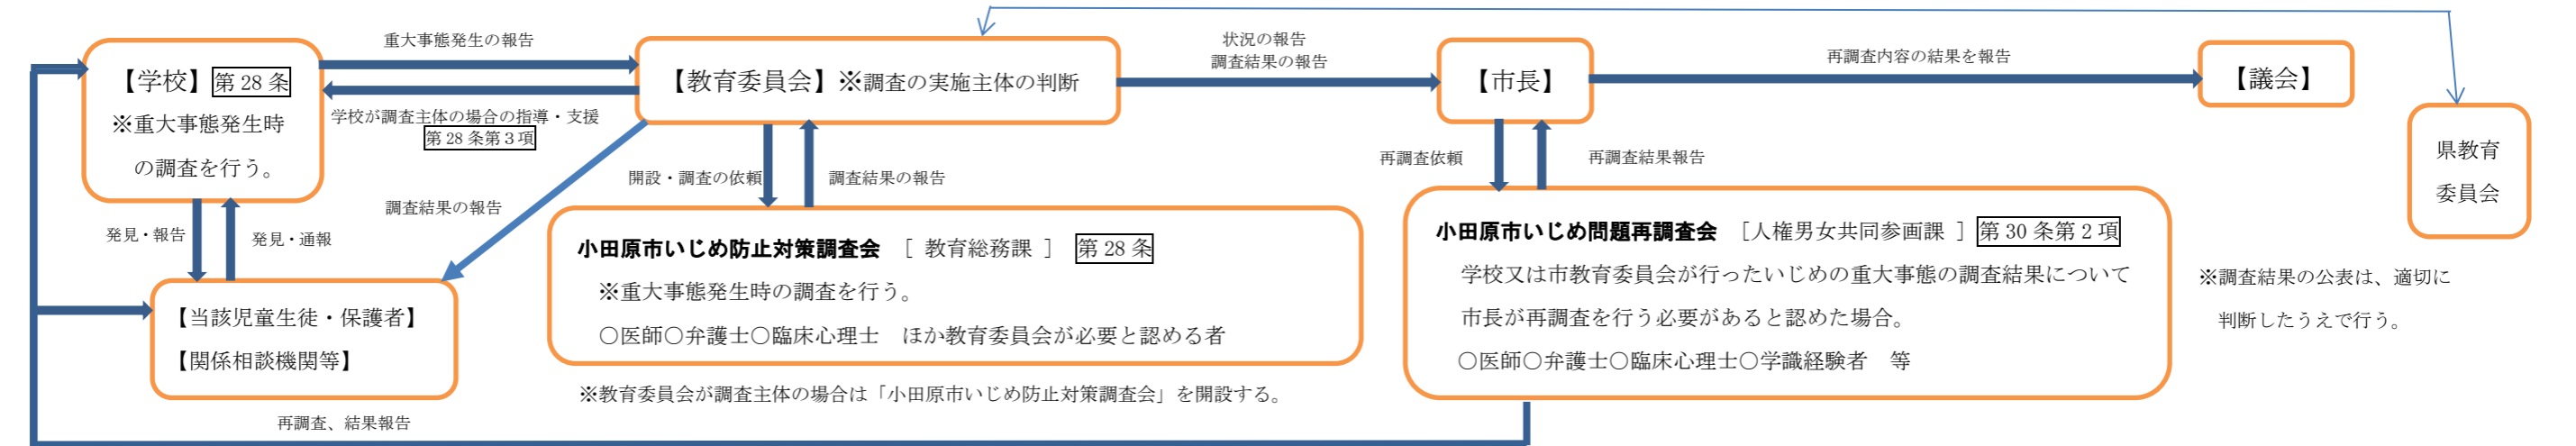 重大事態発生の報告
【学校】第28条
※重大事態発生時
の調査を行う。
学校が調査主体の場合の指導・支援
第28条第3項
【教育委員会】※調査の実施主体の判断
状況の報告
調査結果の報告
【市長】
再調査内容の結果を報告
【議会】
県教育
委員会
発見・報告
発見・通報
調査結果の報告
開設・調査の依頼
調査結果の報告
再調査依頼
再調査結果報告
【当該児童生徒・保護者】
【関係相談機関等】
小田原市いじめ防止対策調査会 [ 教育総務課 ] 第28条
※重大事態発生時の調査を行う。
○医師○弁護士○臨床心理士 ほか教育委員会が必要と認める者
※教育委員会が調査主体の場合は「小田原市いじめ防止対策調査会」を開設する。
小田原市いじめ問題再調査会 [人権男女共同参画課 ] 第30条第2項
学校又は市教育委員会が行ったいじめの重大事態の調査結果について
市長が再調査を行う必要があると認めた場合。
○医師○弁護士○臨床心理士○学識経験者 等
※調査結果の公表は、適切に
判断したうえで行う。
再調査、結果報告